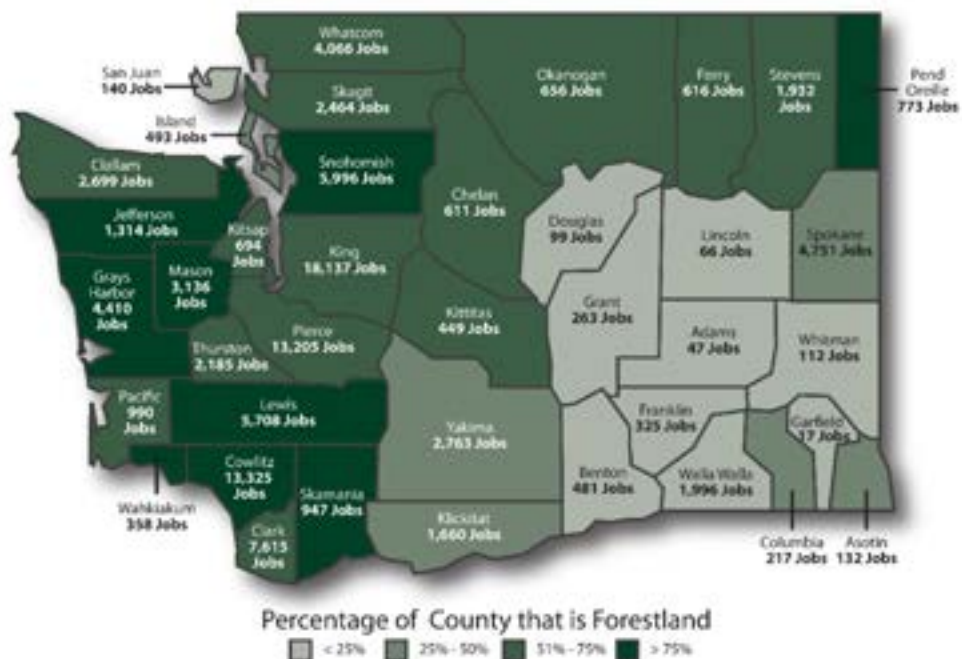 Whatcom
4,066 Jobs
San Juan
140 Jobs
Skagit
2,464 Jobs
Okanogan
656 Jobs
Ferry
616 Jobs
Stevens
1,932
Jobs
Pend
Oreille
773 Jobs
Island
493 Jobs
Snohomish
5,996 Jobs
Clallam
2,699 Jobs
Chelan
611 Jobs
Jefferson
1,314 Jobs
Kitsap
694
Jobs
King
18,137 Jobs
Douglas
99 Jobs
Lincoln
66 Jobs
Spokane
4,751 Jobs
Mason
3,136
Jobs
Grays
Harbor
4,410
Jobs
Kittitas
449 Jobs
Grant
263 Jobs
Adams
47 Jobs
Whitman
112 Jobs
Pierce
13,205 Jobs
Thurston
2,185 Jobs
Pacific
990
Jobs
Lewis
5,708 Jobs
Yakima
2,763 Jobs
Franklin
325 Jobs
Garfield
17 Jobs
Cowlitz
13,325
Jobs
Skamania
947 Jobs
Benton
481 Jobs
Walla Walla
1,996 Jobs
Wahkiakum
358 Jobs
Clark
7,615
Jobs
Klickitat
1,660 Jobs
Columbia
217 Jobs
Asotin
132 Jobs
Percentage of County that is Forestland
< 25% 25% - 50% 51% - 75% > 75%